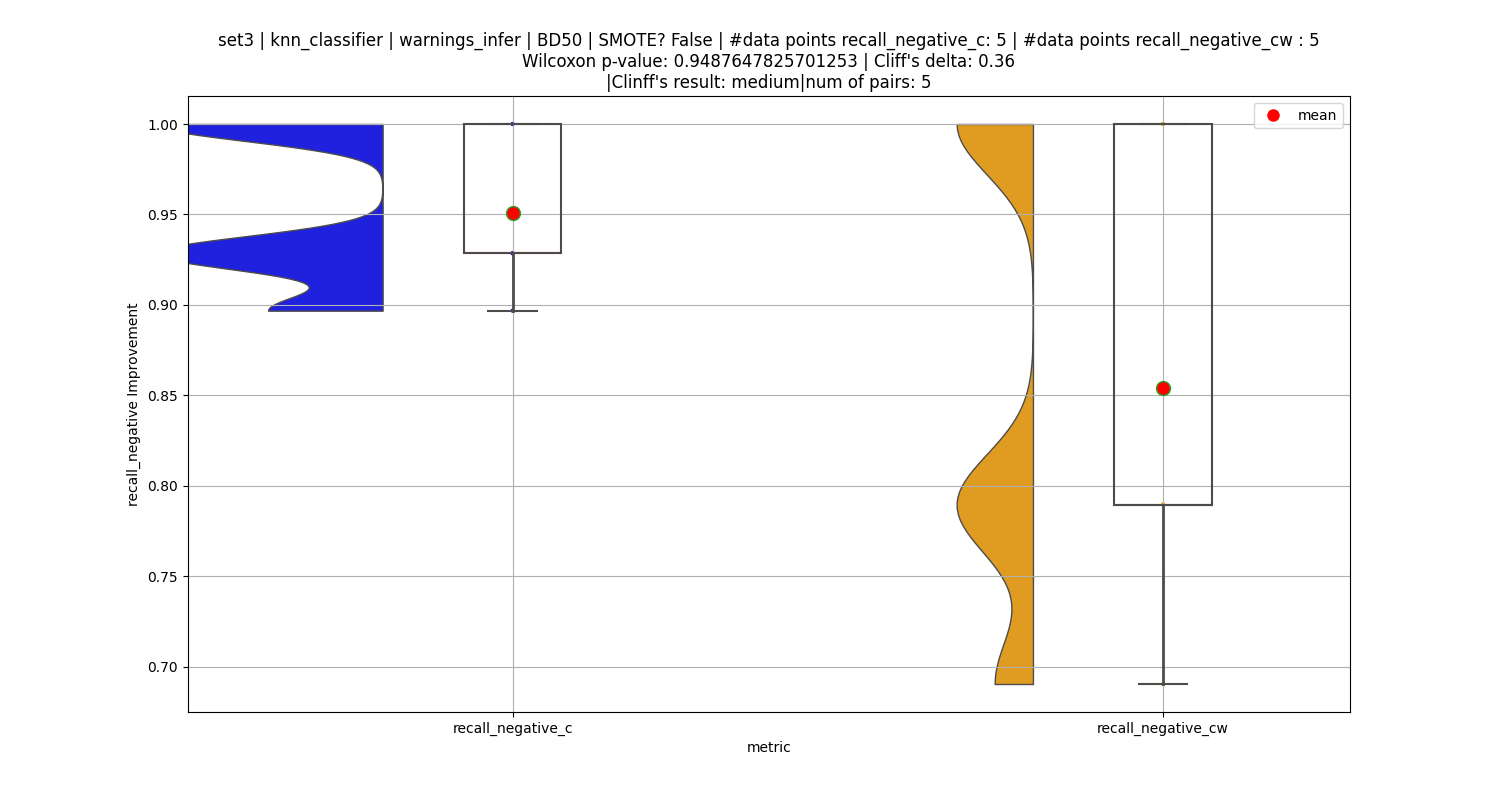 set3 | knn_classifier | warnings_infer | BD50 | SMOTE? False | #data points recall_negative_c: 5 | #data points recall_negative_cw : 5
Wilcoxon p-value: 0.9487647825701253 | Cliff's delta: 0.36
|Clinff's result: medium|num of pairs: 5
mean
1.00
0.95
0.90
0.85
0.80
0.75
0.70
recall_negative Improvement
recall_negative_c
recall_negative_cw
metric